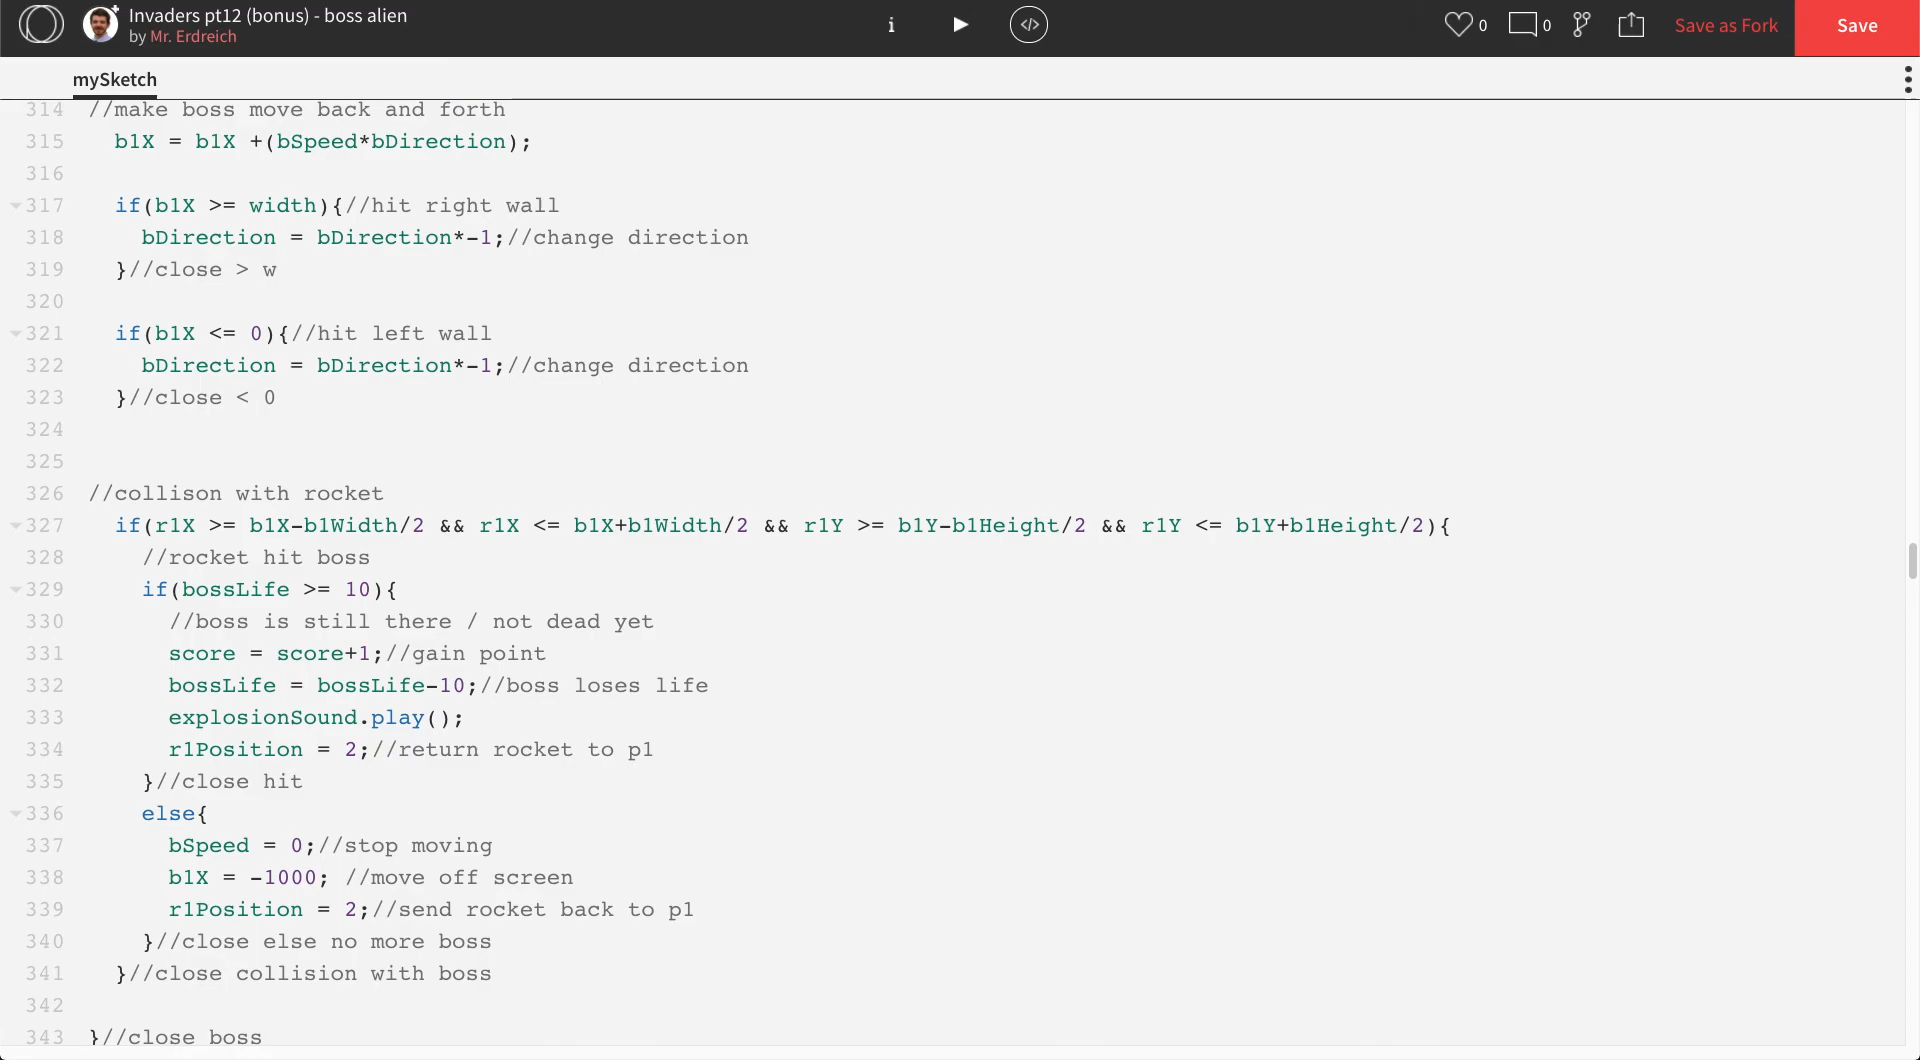 Invaders pt12 (bonus) - boss alien
by Mr. Erdreich
i
</>
0
0
Save as Fork
Save
mySketch
314 //make boss move back and forth
315 b1X = b1X +(bSpeed*bDirection);
316
317 if(b1X >= width){//hit right wall
318 bDirection = bDirection*-1;//change direction
319 }//close > w
320
321 if(b1X <= 0){//hit left wall
322 bDirection = bDirection*-1;//change direction
323 }//close < 0
324
325
326 //collison with rocket
327 if(r1X >= b1X-b1Width/2 && r1X <= b1X+b1Width/2 && r1Y >= b1Y-b1Height/2 && r1Y <= b1Y+b1Height/2){
328 //rocket hit boss
329 if(bossLife >= 10){
330 //boss is still there / not dead yet
331 score = score+1;//gain point
332 bossLife = bossLife-10;//boss loses life
333 explosionSound.play();
334 r1Position = 2;//return rocket to p1
335 }//close hit
336 else{
337 bSpeed = 0;//stop moving
338 b1X = -1000; //move off screen
339 r1Position = 2;//send rocket back to p1
340 }//close else no more boss
341 }//close collision with boss
342
343 }//close boss